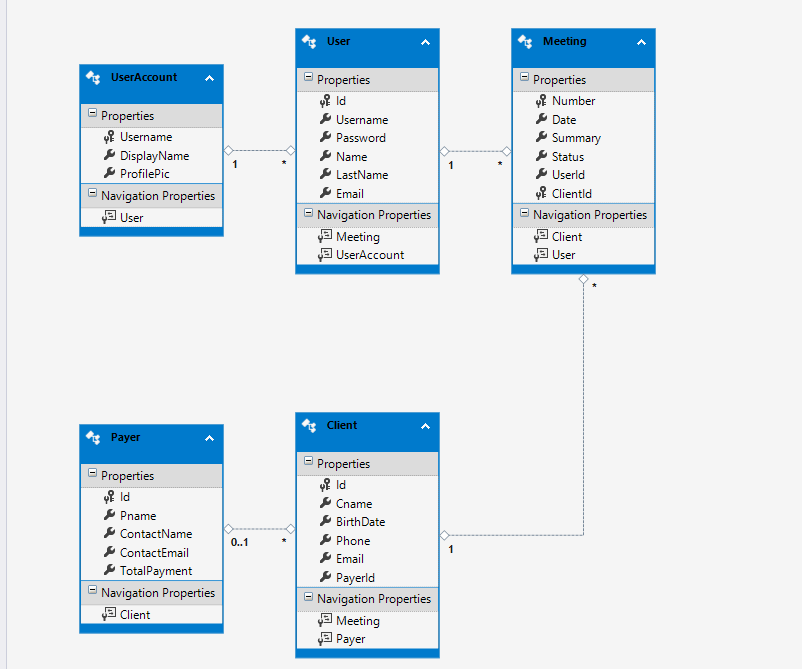 UserAccount
Properties
Username
DisplayName
ProfilePic
Navigation Properties
User
1
*
User
Properties
Id
Username
Password
Name
LastName
Email
Navigation Properties
Meeting
UserAccount
1
*
Meeting
Properties
Number
Date
Summary
Status
UserId
ClientId
Navigation Properties
Client
User
*
Payer
Properties
Id
Pname
ContactName
ContactEmail
TotalPayment
Navigation Properties
Client
0..1
*
Client
Properties
Id
Cname
BirthDate
Phone
Email
PayerId
Navigation Properties
Meeting
Payer
1